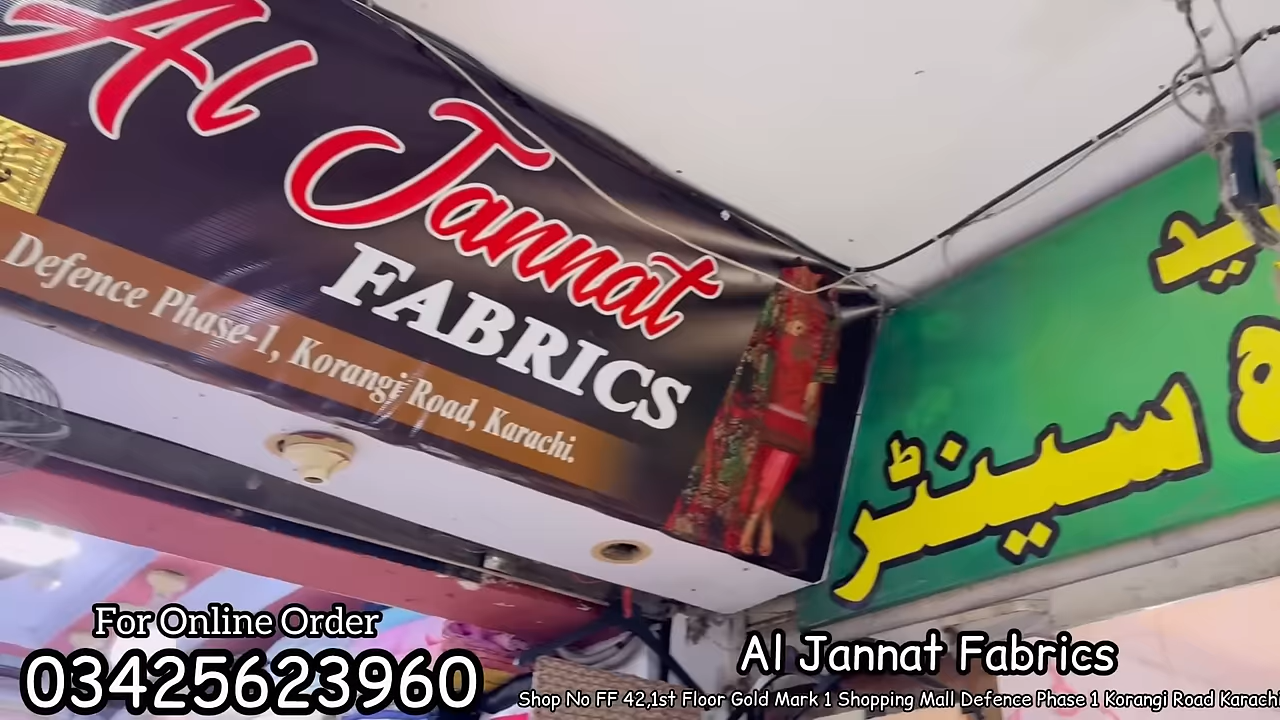 Al Jannat
FABRICS
Defence Phase-1, Korangi Road, Karachi.
سینٹر
For Online Order
03425623960
Al Jannat Fabrics
Shop No FF 42,1st Floor Gold Mark 1 Shopping Mall Defence Phase 1 Korangi Road Karach